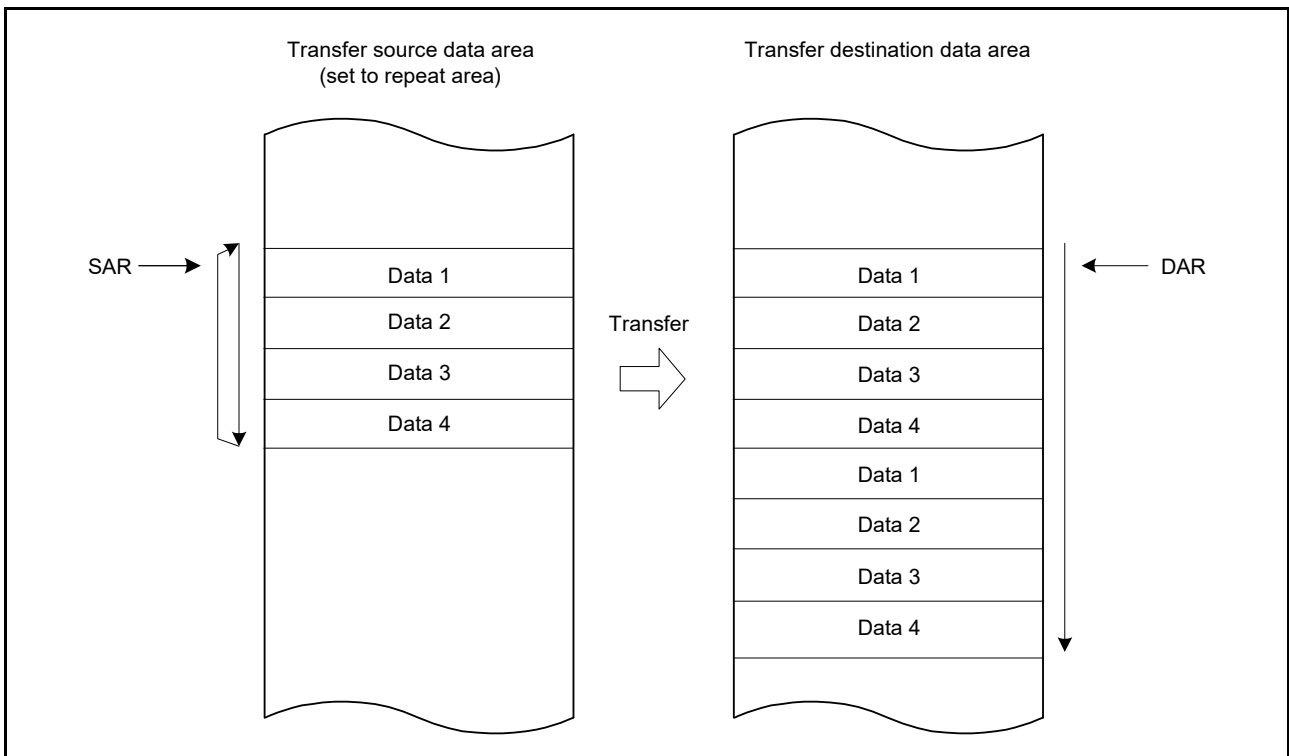 Transfer source data area
(set to repeat area)
Transfer destination data area
SAR
Data 1
Data 2
Data 3
Data 4
Transfer
Data 1
Data 2
Data 3
Data 4
Data 1
Data 2
Data 3
Data 4
DAR